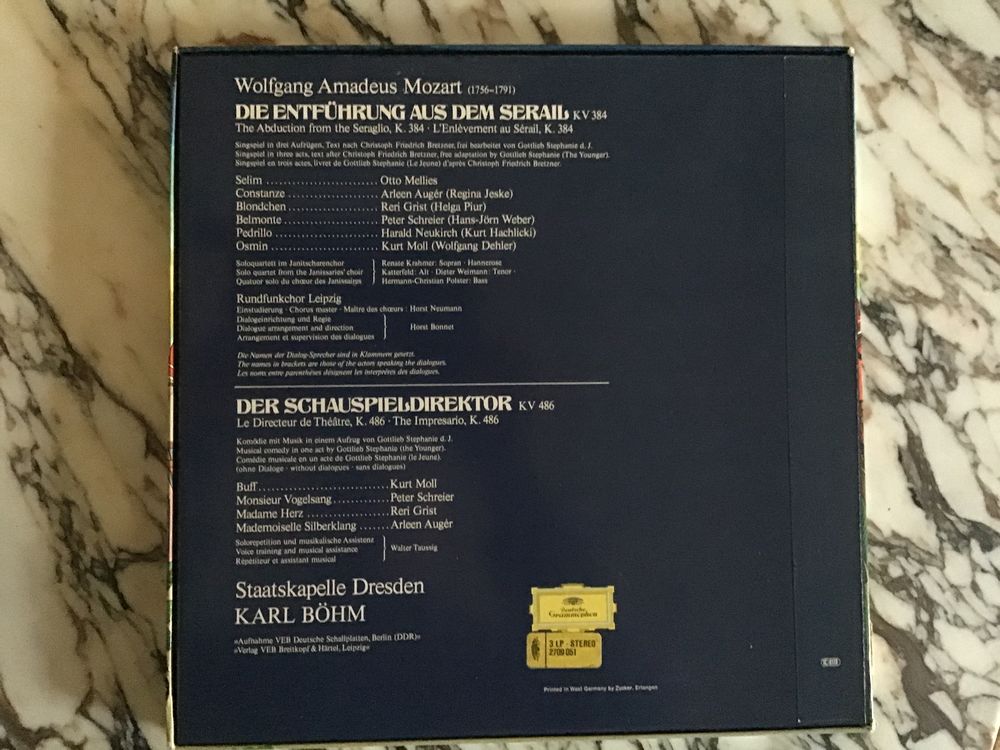 Wolfgang Amadeus Mozart (1756–1791)
DIE ENTFÜHRUNG AUS DEM SERAIL KV 384
The Abduction from the Seraglio, K. 384 · L'Enlèvement au Sérail, K. 384
Singspiel in drei Aufzügen, Text nach Christoph Friedrich Bretzner, frei bearbeitet von Gottlieb Stephanie d. J.
Singspiel in three acts, text after Christoph Friedrich Bretzner, free adaptation by Gottlieb Stephanie (The Younger).
Singspiel en trois actes, livret de Gottlieb Stephanie (Le Jeune) d'après Christoph Friedrich Bretzner.
Selim ........................ Otto Mellies
Constanze .................... Arleen Augér (Regina Jeske)
Blondchen .................... Reri Grist (Helga Piur)
Belmonte ..................... Peter Schreier (Hans-Jörn Weber)
Pedrillo ..................... Harald Neukirch (Kurt Hachlicki)
Osmin ........................ Kurt Moll (Wolfgang Dehler)
Soloquartett im Janitscharenchor Renate Krahmer: Sopran · Hannerose
Solo quartet from the Janissaries' choir Katterfeld: Alt · Dieter Weimann: Tenor ·
Quatuor solo du chœur des Janissaires Hermann-Christian Polster: Bass
Rundfunkchor Leipzig
Einstudierung · Chorus master · Maître des chœurs : Horst Neumann
Dialogeinrichtung und Regie
Dialogue arrangement and direction Horst Bonnet
Arrangement et supervision des dialogues
Die Namen der Dialog-Sprecher sind in Klammern gesetzt.
The names in brackets are those of the actors speaking the dialogues.
Les noms entre parenthèses désignent les interprètes des dialogues.
DER SCHAUSPIELDIREKTOR KV 486
Le Directeur de Théâtre, K. 486 · The Impresario, K. 486
Komödie mit Musik in einem Aufzug von Gottlieb Stephanie d. J.
Musical comedy in one act by Gottlieb Stephanie (the Younger).
Comédie musicale en un acte de Gottlieb Stephanie (le Jeune).
(ohne Dialoge · without dialogues · sans dialogues)
Buff ........................ Kurt Moll
Monsieur Vogelsang ............ Peter Schreier
Madame Herz .................. Reri Grist
Mademoiselle Silberklang ....... Arleen Augér
Solorepetition und musikalische Assistenz
Voice training and musical assistance Walter Taussig
Répétiteur et assistant musical
Staatskapelle Dresden
KARL BÖHM
»Aufnahme VEB Deutsche Schallplatten, Berlin (DDR)«
»Verlag VEB Breitkopf & Härtel, Leipzig«
Deutsche
Grammophon
3 LP · STEREO
2709 051
Printed in West Germany by Zucker, Erlangen